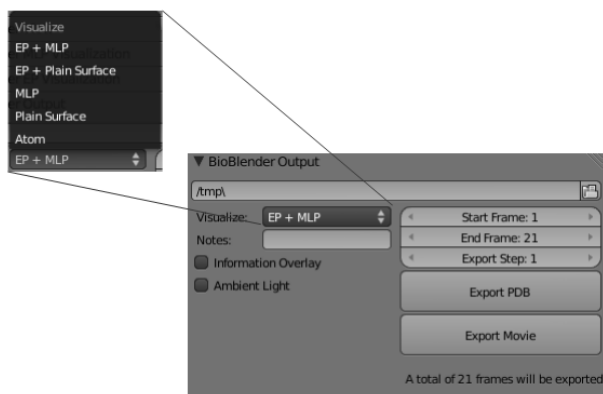 Visualize
EP + MLP
EP + Plain Surface
MLP
Plain Surface
Atom
EP + MLP
BioBlender Output
/tmp\
Visualize: EP + MLP
Notes:
Information Overlay
Ambient Light
Start Frame: 1
End Frame: 21
Export Step: 1
Export PDB
Export Movie
A total of 21 frames will be exported